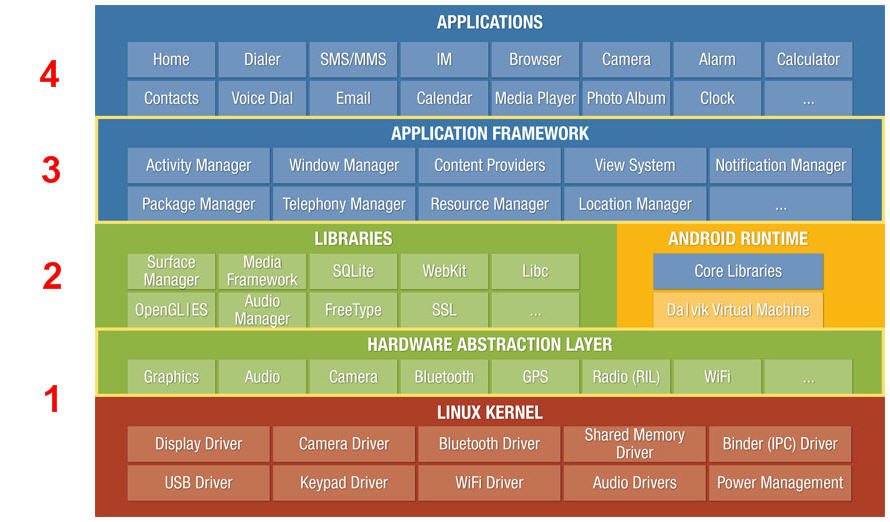 APPLICATIONS
4
Home Dialer SMS/MMS IM Browser Camera Alarm Calculator
Contacts Voice Dial Email Calendar Media Player Photo Album Clock ...
APPLICATION FRAMEWORK
3
Activity Manager Window Manager Content Providers View System Notification Manager
Package Manager Telephony Manager Resource Manager Location Manager ...
LIBRARIES
2
Surface
Manager
Media
Framework
SQLite WebKit Libc
OpenGL|ES
Audio
Manager
FreeType SSL ...
ANDROID RUNTIME
Core Libraries
Da|vik Virtual Machine
HARDWARE ABSTRACTION LAYER
1
Graphics Audio Camera Bluetooth GPS Radio (RIL) WiFi ...
LINUX KERNEL
Display Driver Camera Driver Bluetooth Driver
Shared Memory
Driver
Binder (IPC) Driver
USB Driver Keypad Driver WiFi Driver Audio Drivers Power Management